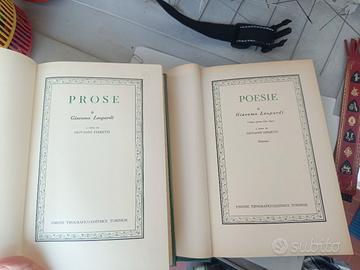 PROSE
di
Giacomo Leopardi
a cura di
GIOVANNI FERRETTI
UNIONE TIPOGRAFICO-EDITRICE TORINESE
POESIE
di
Giacomo Leopardi
a cura di
GIOVANNI FERRETTI
UNIONE TIPOGRAFICO-EDITRICE TORINESE
subito